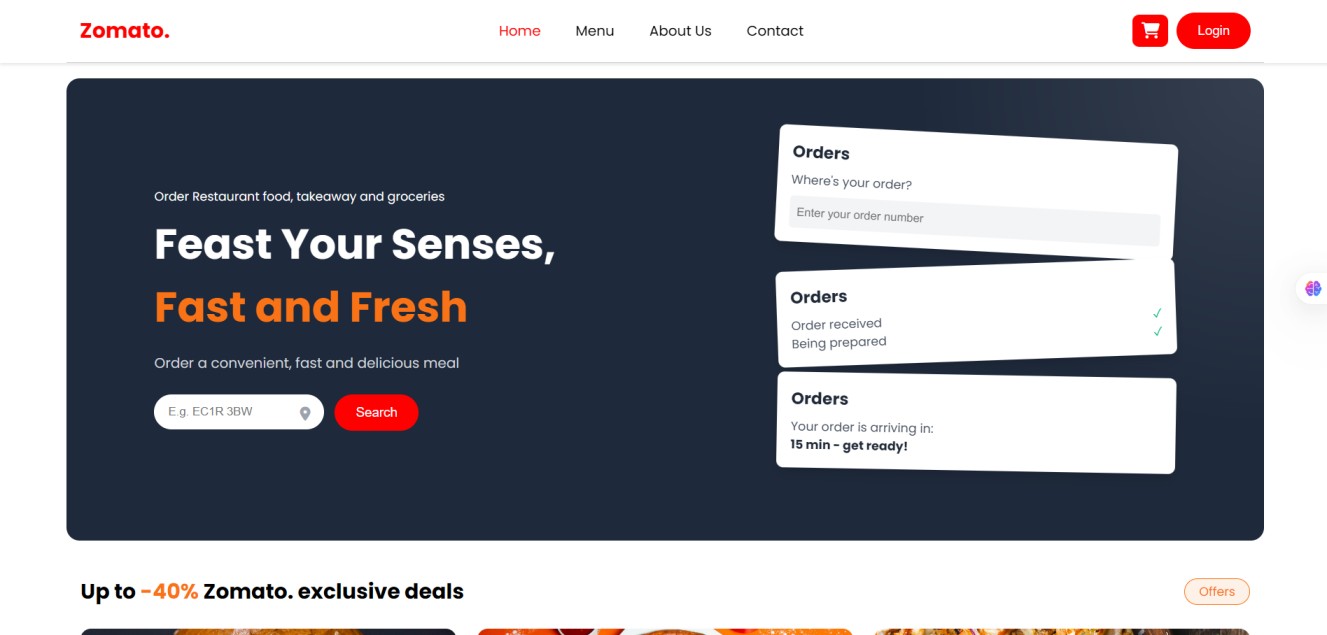 Zomato.
Home
Menu
About Us
Contact
Login
Order Restaurant food, takeaway and groceries
Feast Your Senses,
Fast and Fresh
Order a convenient, fast and delicious meal
E.g. EC1R 3BW
Search
Orders
Where's your order?
Enter your order number
Orders
Order received
✓
Being prepared
✓
Orders
Your order is arriving in:
15 min - get ready!
Up to -40% Zomato. exclusive deals
Offers